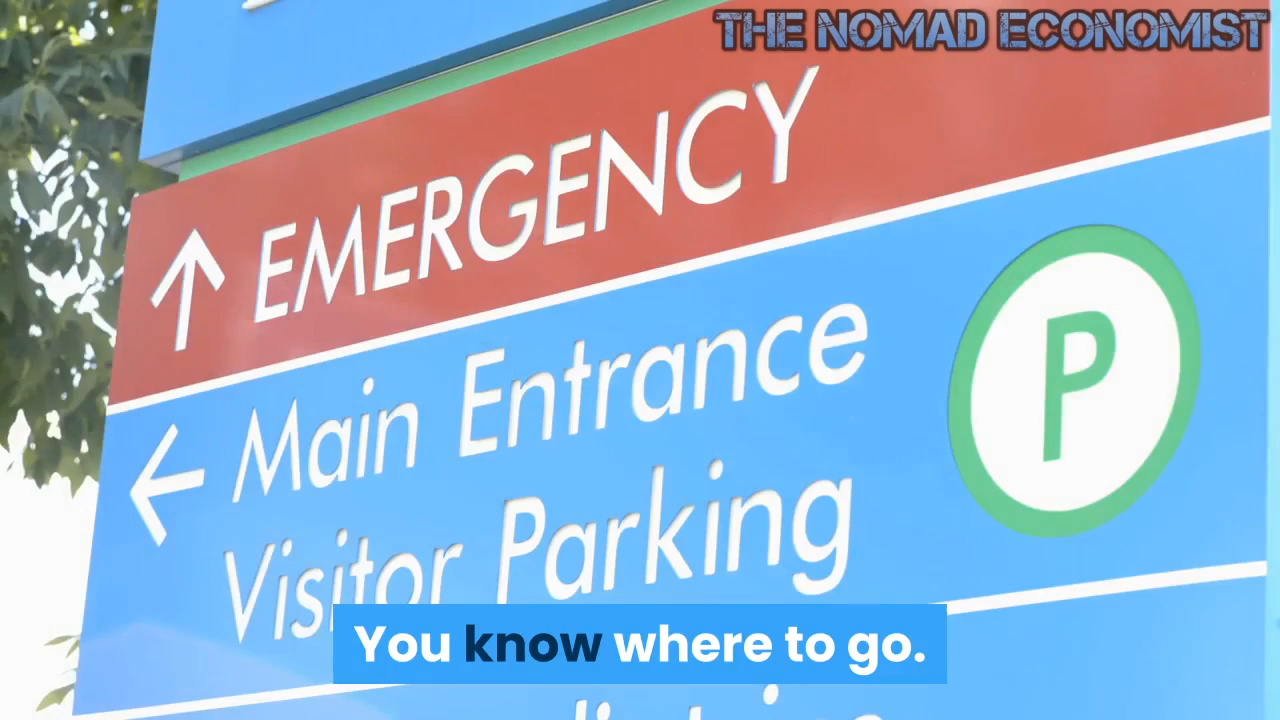 THE NOMAD ECONOMIST
EMERGENCY
Main Entrance
Visitor Parking
P
You know where to go.